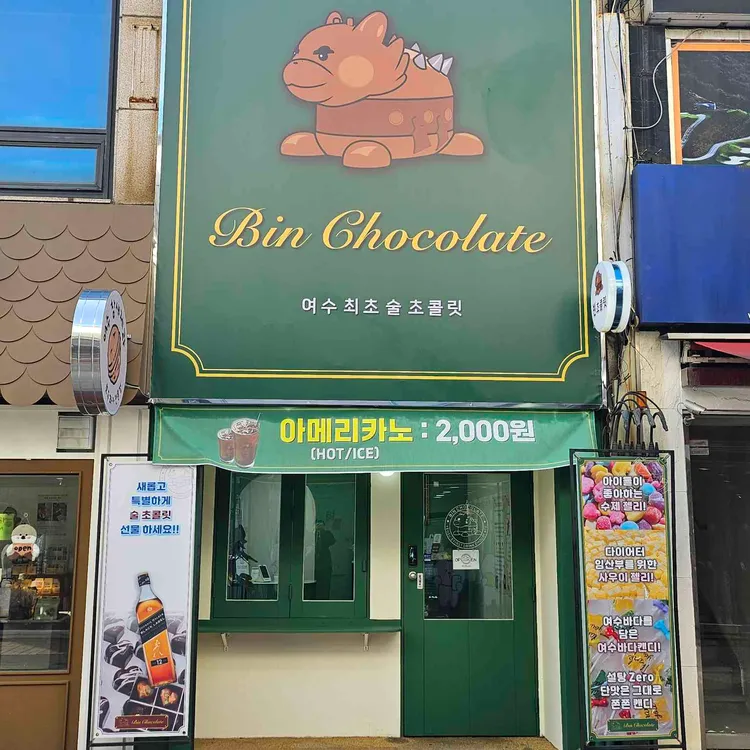 Bin Chocolate
여수 최초 술 초콜릿
아메리카노 : 2,000원
(HOT/ICE)
새롭고
특별하게
술 초콜릿
선물 하세요!!
Bin Chocolate
open
아이들이
좋아하는
수제 젤리!
다이어터
임산부를 위한
사우이 젤리!
여수바다를
담은
여수바다캔디!
설탕 Zero
단맛은 그대로
쫀쫀 캔디.
Bin Chocolate